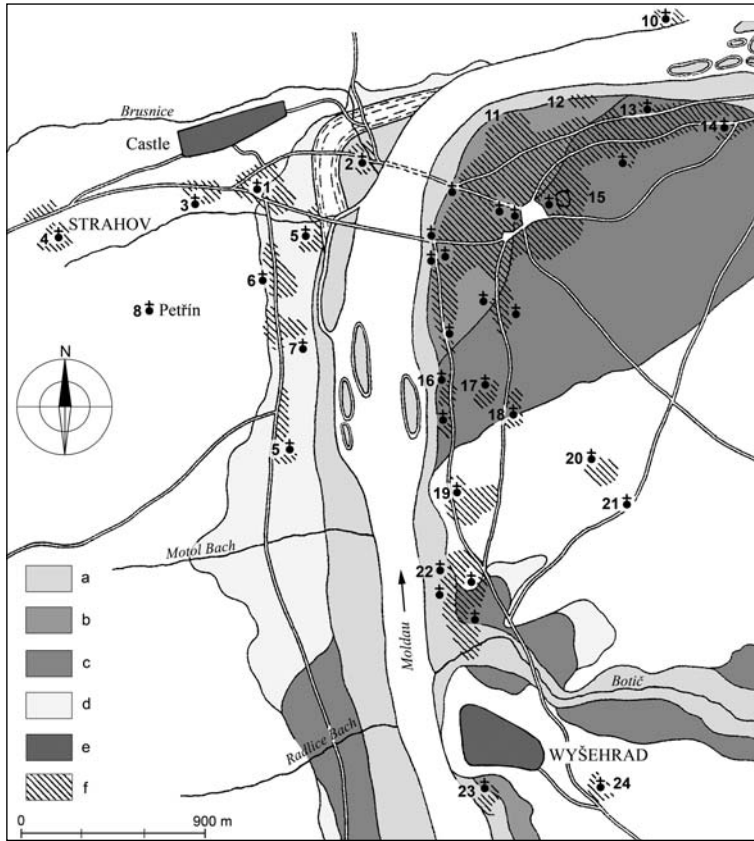 10
Brusnice
12
11
13
Castle
14
2
1
15
3
STRAHOV
5
4
6
8 Petřín
7
N
16
17
18
5
20
19
21
Motol Bach
22
a
b
Moldau
c
Botič
d
Radlice Bach
e
WYŠEHRAD
f
23
24
0 900 m